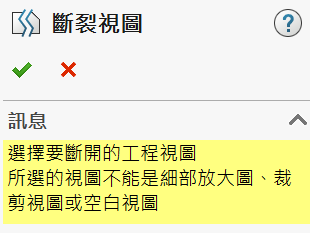 斷裂視圖
?
訊息
選擇要斷開的工程視圖
所選的視圖不能是細部放大圖、裁
剪視圖或空白視圖